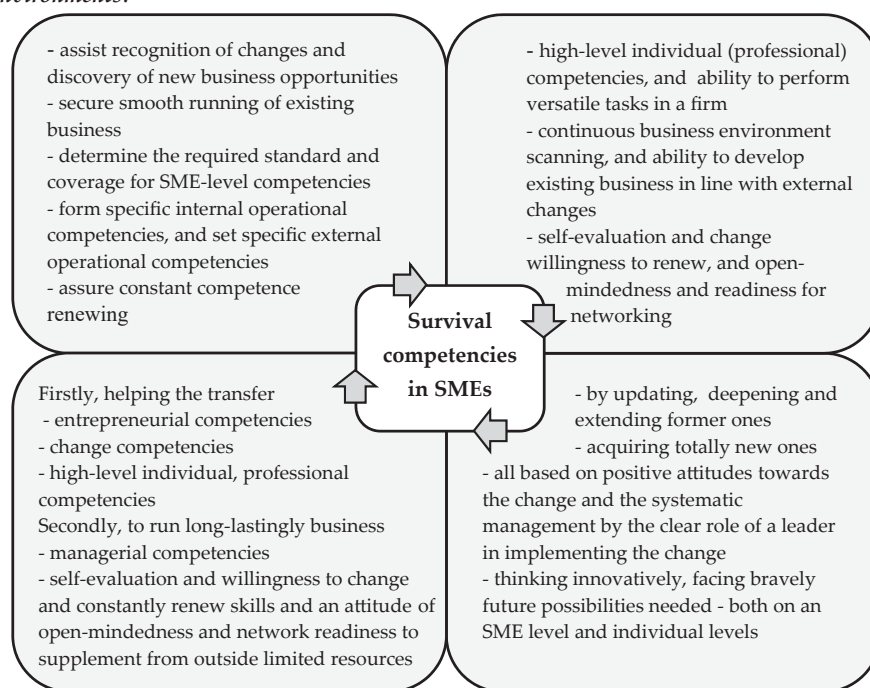 - assist recognition of changes and
discovery of new business opportunities
- secure smooth running of existing
business
- determine the required standard and
coverage for SME-level competencies
- form specific internal operational
competencies, and set specific external
operational competencies
- assure constant competence
renewing
- high-level individual (professional)
competencies, and ability to perform
versatile tasks in a firm
- continuous business environment
scanning, and ability to develop
existing business in line with external
changes
- self-evaluation and change
willingness to renew, and open-
mindedness and readiness for
networking
Survival
competencies
in SMEs
Firstly, helping the transfer
- entrepreneurial competencies
- change competencies
- high-level individual, professional
competencies
Secondly, to run long-lastingly business
- managerial competencies
- self-evaluation and willingness to change
and constantly renew skills and an attitude of
open-mindedness and network readiness to
supplement from outside limited resources
- by updating, deepening and
extending former ones
- acquiring totally new ones
- all based on positive attitudes towards
the change and the systematic
management by the clear role of a leader
in implementing the change
- thinking innovatively, facing bravely
future possibilities needed - both on an
SME level and individual levels